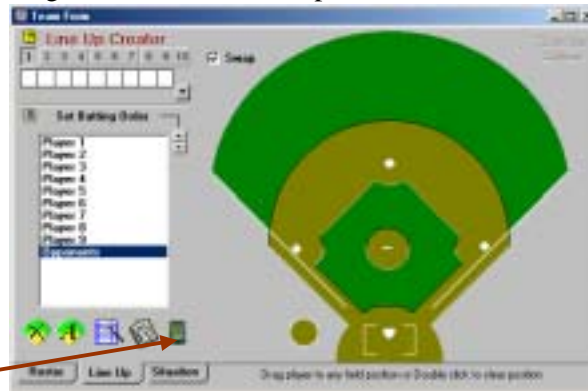 Team Form
Line Up Creator
1 2 3 4 5 6 7 8 9 10
Swap
Set Batting Order
Player 1
Player 2
Player 3
Player 4
Player 5
Player 6
Player 7
Player 8
Player 9
Opponents
Roster Line Up Situation
Drag player to any field position or Double click to clear position